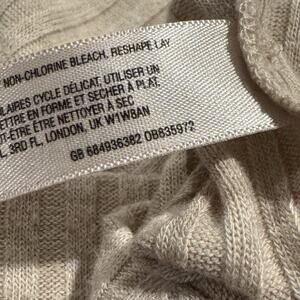 NON-CHLORINE BLEACH. RESHAPE LAY
LAIRES CYCLE DÉLICAT, UTILISER UN
METTRE EN FORME ET SÉCHER À PLAT.
UT-ÊTRE ÊTRE NETTOYER À SEC
L, 3RD FL, LONDON. UK W1W8AN
GB 684936382 OB635972